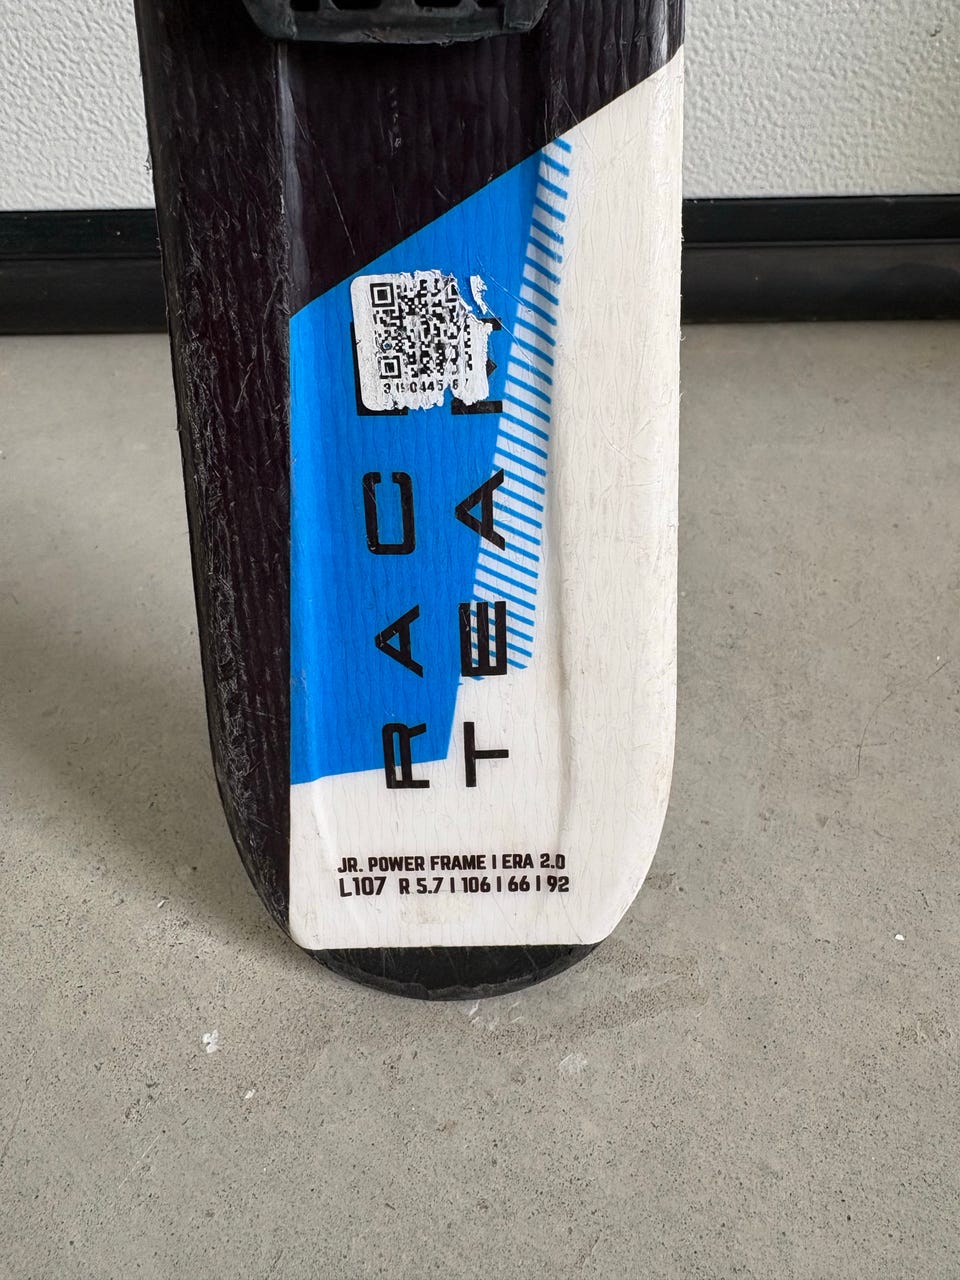 RACE
TEAM
JR. POWER FRAME | ERA 2.0
L107 R 5.7 | 106 | 66 | 92